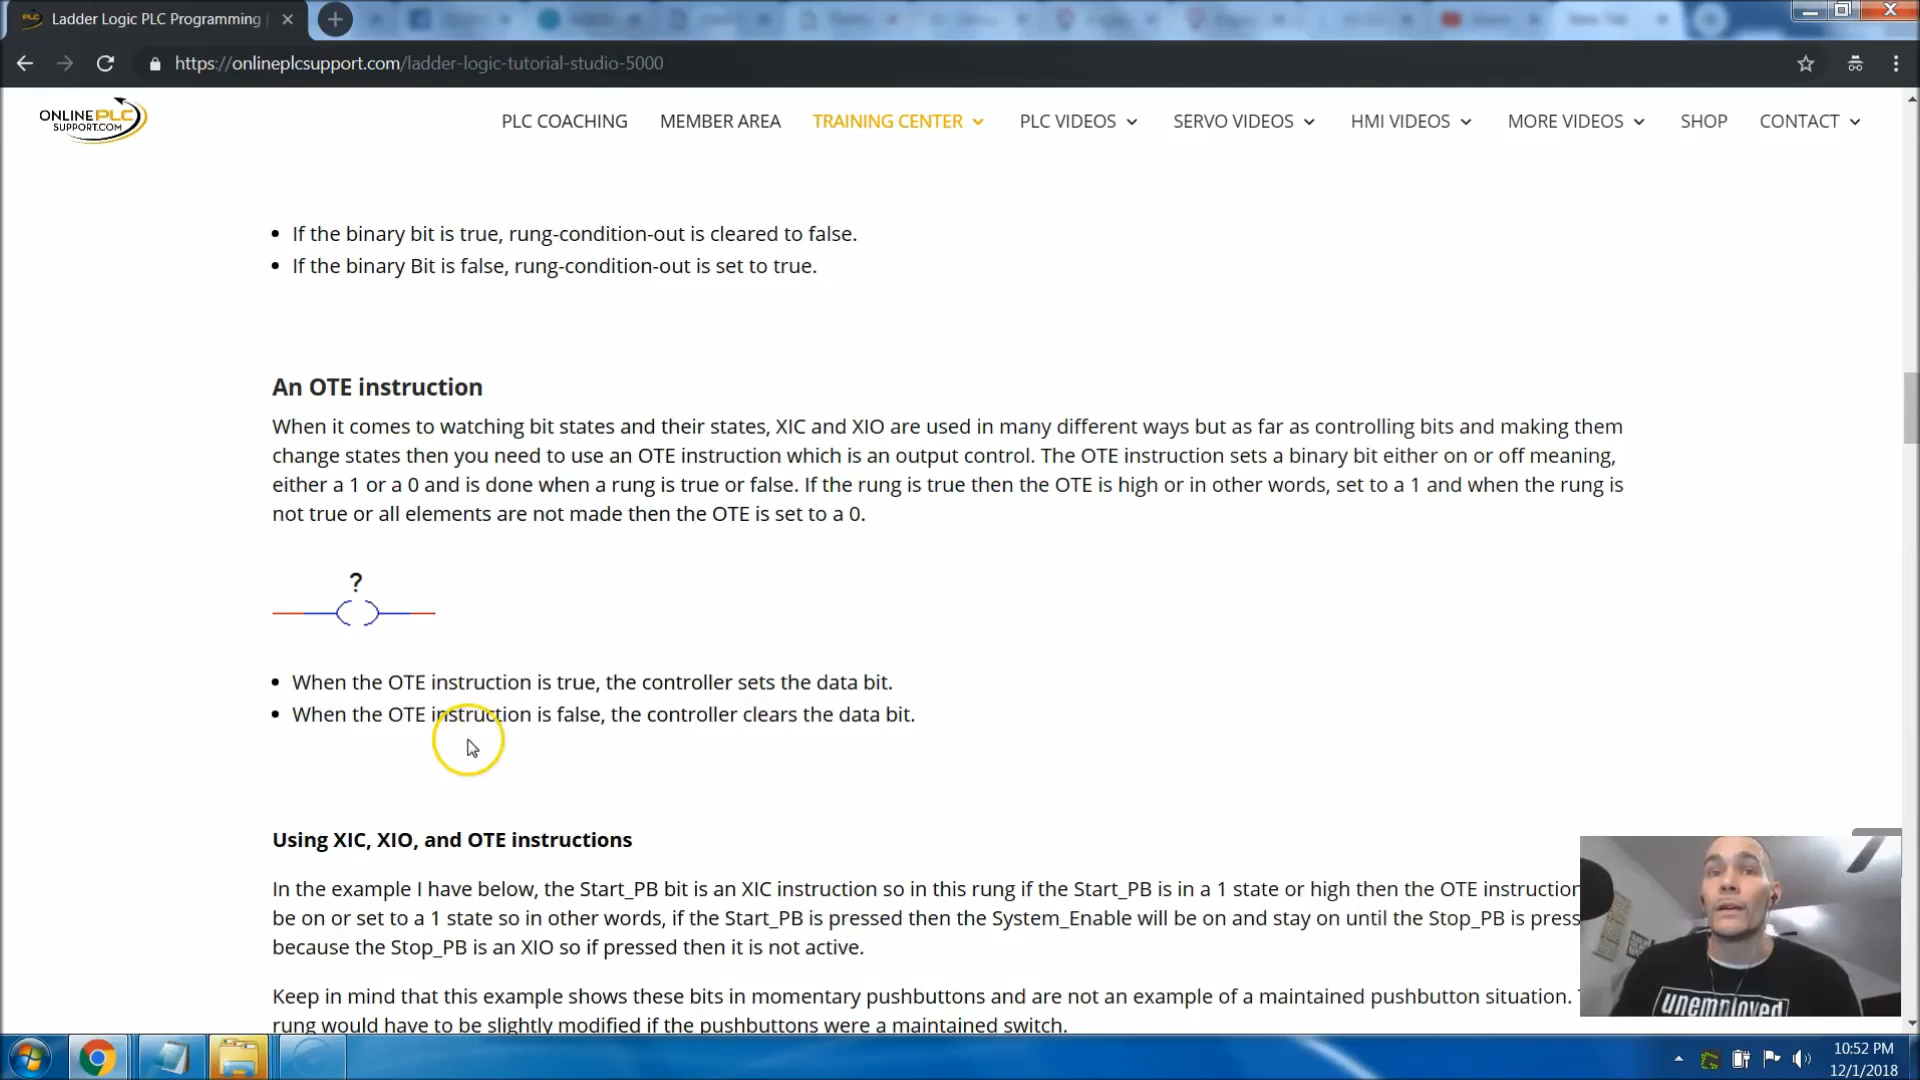 Ladder Logic PLC Programming
New Tab
https://onlineplcsupport.com/ladder-logic-tutorial-studio-5000
ONLINEPLC
SUPPORT.COM
PLC COACHING
MEMBER AREA
TRAINING CENTER
PLC VIDEOS
SERVO VIDEOS
HMI VIDEOS
MORE VIDEOS
SHOP
CONTACT
• If the binary bit is true, rung-condition-out is cleared to false.
• If the binary Bit is false, rung-condition-out is set to true.
An OTE instruction
When it comes to watching bit states and their states, XIC and XIO are used in many different ways but as far as controlling bits and making them
change states then you need to use an OTE instruction which is an output control. The OTE instruction sets a binary bit either on or off meaning,
either a 1 or a 0 and is done when a rung is true or false. If the rung is true then the OTE is high or in other words, set to a 1 and when the rung is
not true or all elements are not made then the OTE is set to a 0.
?
• When the OTE instruction is true, the controller sets the data bit.
• When the OTE instruction is false, the controller clears the data bit.
Using XIC, XIO, and OTE instructions
In the example I have below, the Start_PB bit is an XIC instruction so in this rung if the Start_PB is in a 1 state or high then the OTE instruction
be on or set to a 1 state so in other words, if the Start_PB is pressed then the System_Enable will be on and stay on until the Stop_PB is press
because the Stop_PB is an XIO so if pressed then it is not active.
Keep in mind that this example shows these bits in momentary pushbuttons and are not an example of a maintained pushbutton situation.
rung would have to be slightly modified if the pushbuttons were a maintained switch.
unemployed
10:52 PM
12/1/2018